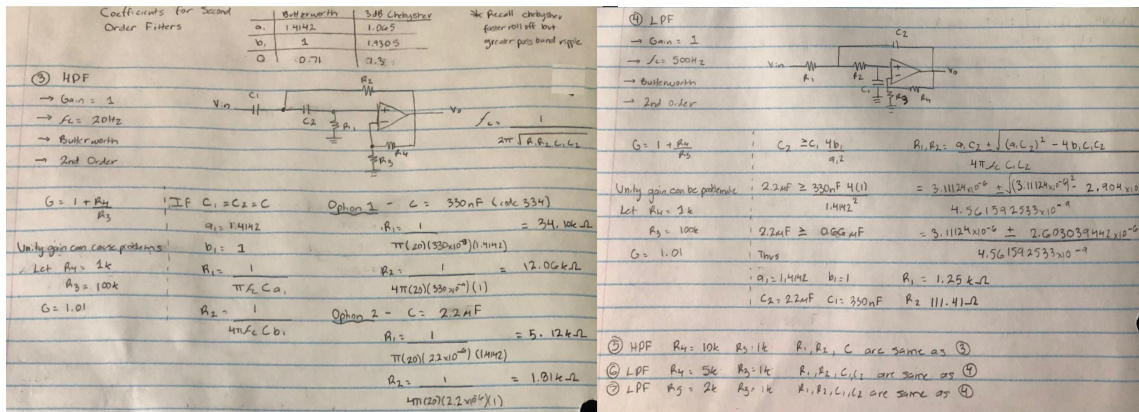 Coefficients for Second
Order Filters
Butterworth 3dB Chebyshev
a₁ 1.4142 1.065
b₁ 1 1.9305
Q 0.71
* Recall chebyshev
faster roll off but
greater pass band ripple
③ HPF
→ Gain = 1
→ fc = 20Hz
→ Butterworth
→ 2nd Order
Vin C1 C2 R1 R2 R3 R4 Vo
fc = 1
2π √R1R2C1C2
G = 1 + R4
R3
Unity gain can cause problems
Let R4 = 1k
R3 = 100k
G = 1.01
IF C1 = C2 = C
a₁ = 1.4142
b₁ = 1
R1 = 1
π fc C a₁
R2 = 1
4π fc C b₁
Option 1 - C = 330nF (code 334)
R1 = 1 = 34.10kΩ
π(20)(330x10⁻⁹)(1.4142)
R2 = 1 = 12.06kΩ
4π(20)(330x10⁻⁹)(1)
Option 2 - C = 2.2µF
R1 = 1 = 5.12kΩ
π(20)(2.2x10⁻⁶)(1.4142)
R2 = 1 = 1.81kΩ
4π(20)(2.2x10⁻⁶)(1)
④ LPF
→ Gain = 1
→ fc = 500Hz
→ Butterworth
→ 2nd order
Vin R1 R2 C1 C2 R3 R4 Vo
G = 1 + R4
R3
Unity gain can be problematic
Let R4 = 1k
R3 = 100k
G = 1.01
C2 ≥ C1 4b₁
a₁2
2.2µF ≥ 330nF 4(1)
1.4142²
2.2µF ≥ 0.66µF
Thus
a₁ = 1.4142 b₁ = 1
C2 = 2.2µF C1 = 330nF
R1,R2 = a₁C2 ± √(a₁C2)² - 4b₁C1C2
4π fc C1C2
= 3.11124x10⁻⁶ ± √(3.11124x10⁻⁶)² - 2.904x10
4.561592533x10⁻⁹
= 3.11124x10⁻⁶ ± 2.603039442x10⁻⁶
4.561592533x10⁻⁹
R1 = 1.25kΩ
R2 111.41Ω
⑤ HPF R4 = 10k R3 = 1k R1, R2, C are same as ③
⑥ LPF R4 = 5k R3 = 1k R1, R2, C1, C2 are same as ④
⑦ LPF R5 = 2k R3 = 1k R1, R2, C1, C2 are same as ④